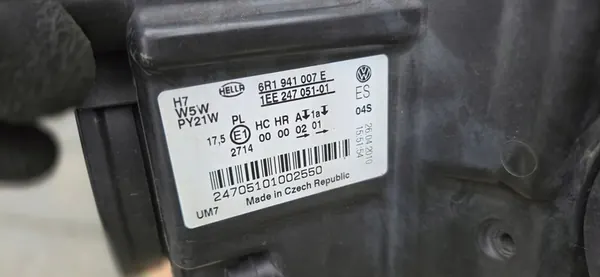 H7
W5W
PY21W
HELLA
6R1 941 007 E
1EE 247 051-01
ES
04S
PL HC HR A 1a
17,5 E1 00 00 02 01
2714
26.04.2010
15:51:54
24705101002550
Made in Czech Republic
UM7